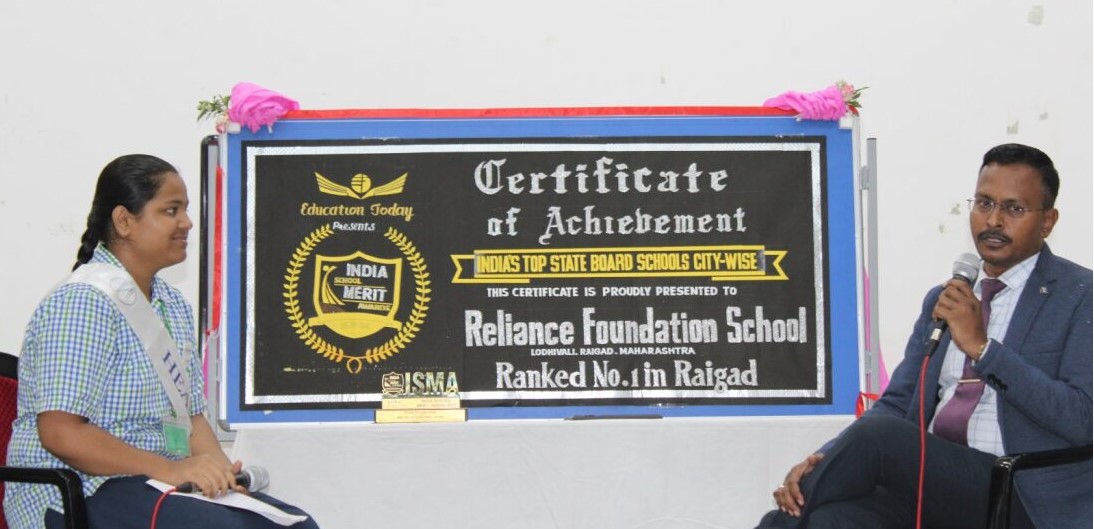 Education Today
Presents
INDIA
SCHOOL
MERIT
AWARDS
Certificate
of Achievement
INDIA'S TOP STATE BOARD SCHOOLS CITY-WISE
THIS CERTIFICATE IS PROUDLY PRESENTED TO
Reliance Foundation School
LODHIVALI, RAIGAD, MAHARASHTRA
Ranked No.1 in Raigad
ISMA
HEA